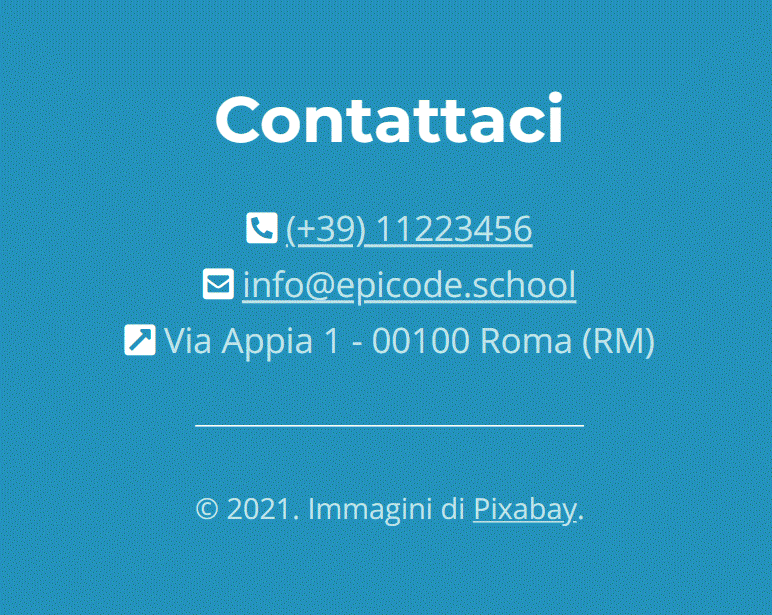 Contattaci
(+39) 11223456
info@epicode.school
Via Appia 1 - 00100 Roma (RM)
© 2021. Immagini di Pixabay.